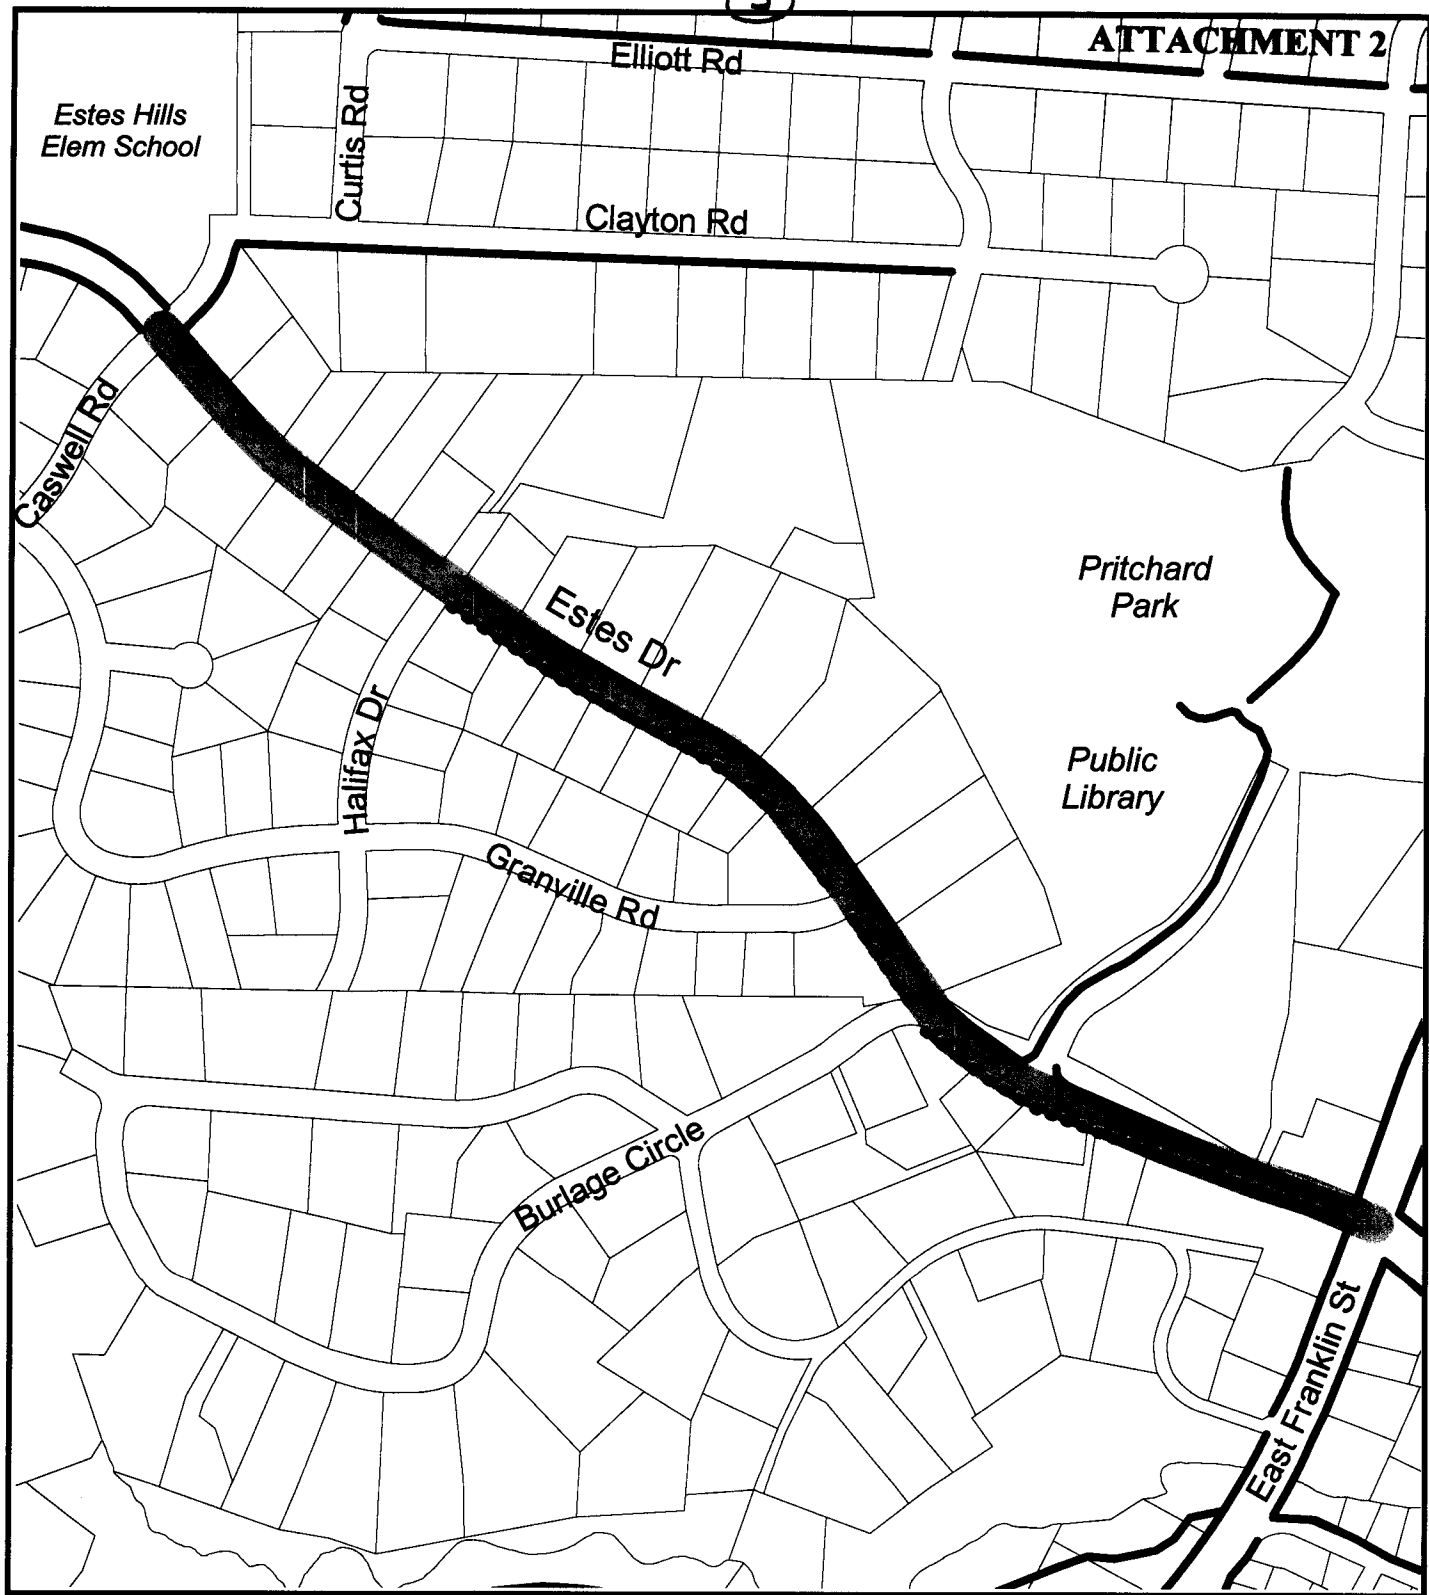 ATTACHMENT 2
Elliott Rd
Estes Hills
Elem School
Curtis Rd
Clayton Rd
Caswell Rd
Pritchard
Park
Estes Dr
Halifax Dr
Public
Library
Granville Rd
Burlage Circle
East Franklin St